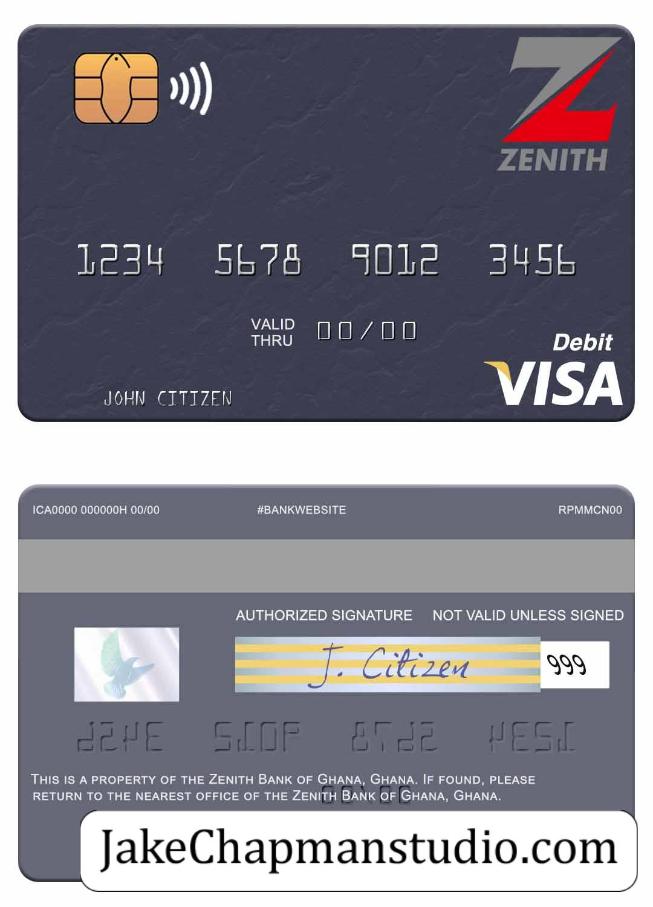 ZENITH
1234 5678 9012 3456
VALID THRU 00/00
Debit
VISA
JOHN CITIZEN
ICA0000 000000H 00/00 #BANKWEBSITE RPMMCN00
AUTHORIZED SIGNATURE NOT VALID UNLESS SIGNED
J. Citizen 999
THIS IS A PROPERTY OF THE ZENITH BANK OF GHANA, GHANA. IF FOUND, PLEASE
RETURN TO THE NEAREST OFFICE OF THE ZENITH BANK OF GHANA, GHANA.
JakeChapmanstudio.com